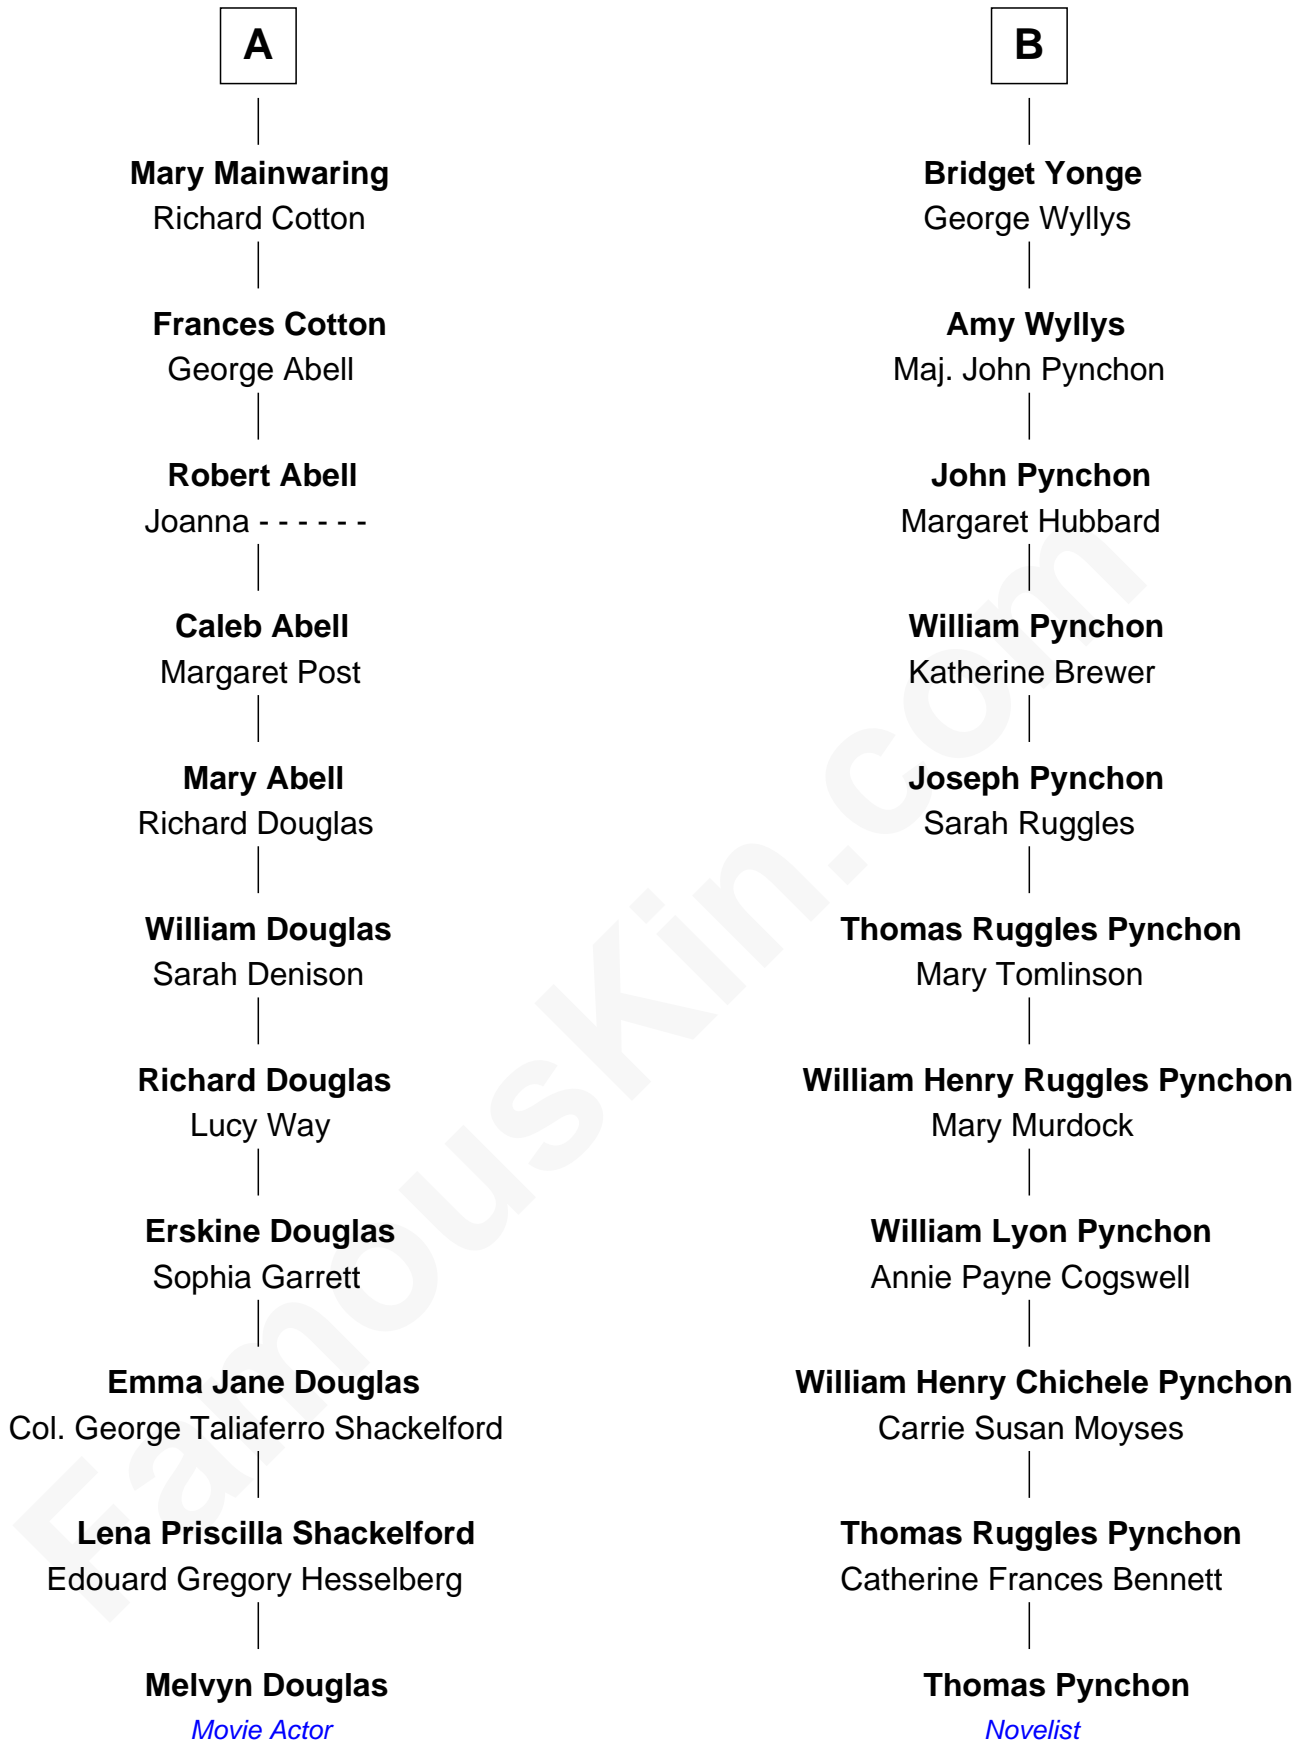 A
Mary Mainwaring
Richard Cotton
Frances Cotton
George Abell
Robert Abell
Joanna - - - - - -
Caleb Abell
Margaret Post
Mary Abell
Richard Douglas
William Douglas
Sarah Denison
Richard Douglas
Lucy Way
Erskine Douglas
Sophia Garrett
Emma Jane Douglas
Col. George Taliaferro Shackelford
Lena Priscilla Shackelford
Edouard Gregory Hesselberg
Melvyn Douglas
Movie Actor
B
Bridget Yonge
George Wyllys
Amy Wyllys
Maj. John Pynchon
John Pynchon
Margaret Hubbard
William Pynchon
Katherine Brewer
Joseph Pynchon
Sarah Ruggles
Thomas Ruggles Pynchon
Mary Tomlinson
William Henry Ruggles Pynchon
Mary Murdock
William Lyon Pynchon
Annie Payne Cogswell
William Henry Chichele Pynchon
Carrie Susan Moyses
Thomas Ruggles Pynchon
Catherine Frances Bennett
Thomas Pynchon
Novelist
FamousKin.com